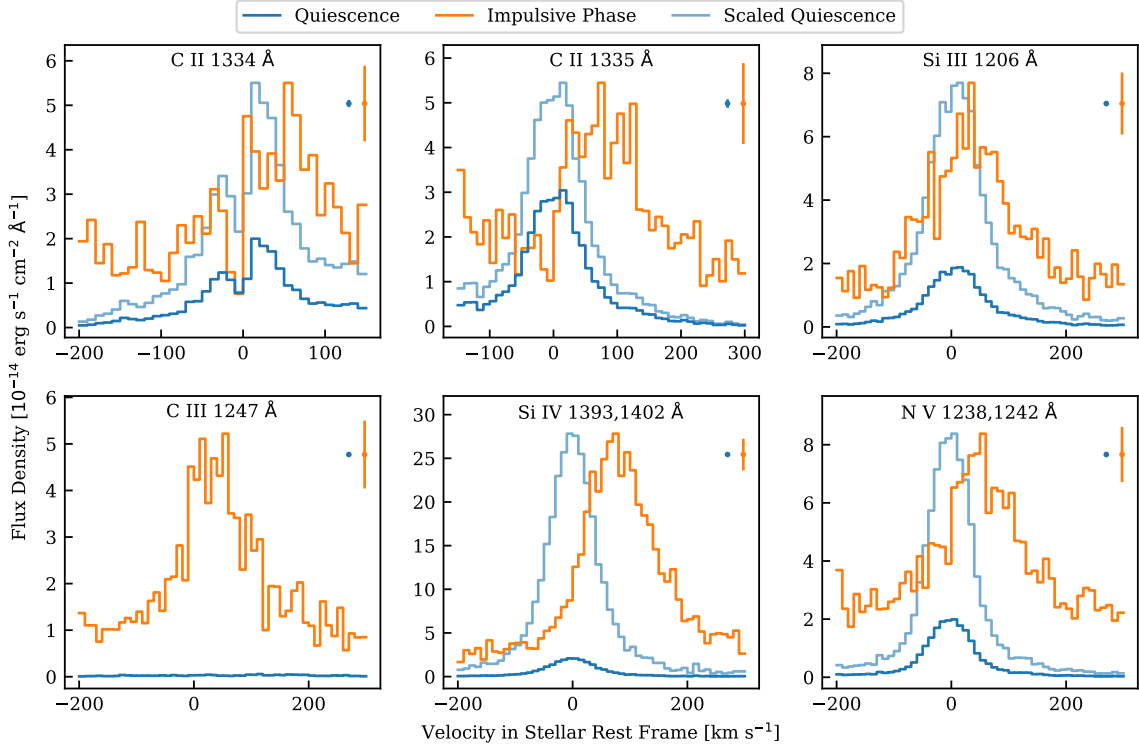 Quiescence Impulsive Phase Scaled Quiescence
C II 1334 Å
6
5
4
3
2
1
0
−200 −100 0 100
C II 1335 Å
6
5
4
3
2
1
0
−100 0 100 200 300
Si III 1206 Å
8
6
4
2
0
−200 0 200
C III 1247 Å
6
5
4
3
2
1
0
−200 0 200
Si IV 1393,1402 Å
30
25
20
15
10
5
0
−200 0 200
N V 1238,1242 Å
8
6
4
2
0
−200 0 200
Flux Density [10⁻¹⁴ erg s⁻¹ cm⁻² Å⁻¹]
Velocity in Stellar Rest Frame [km s⁻¹]